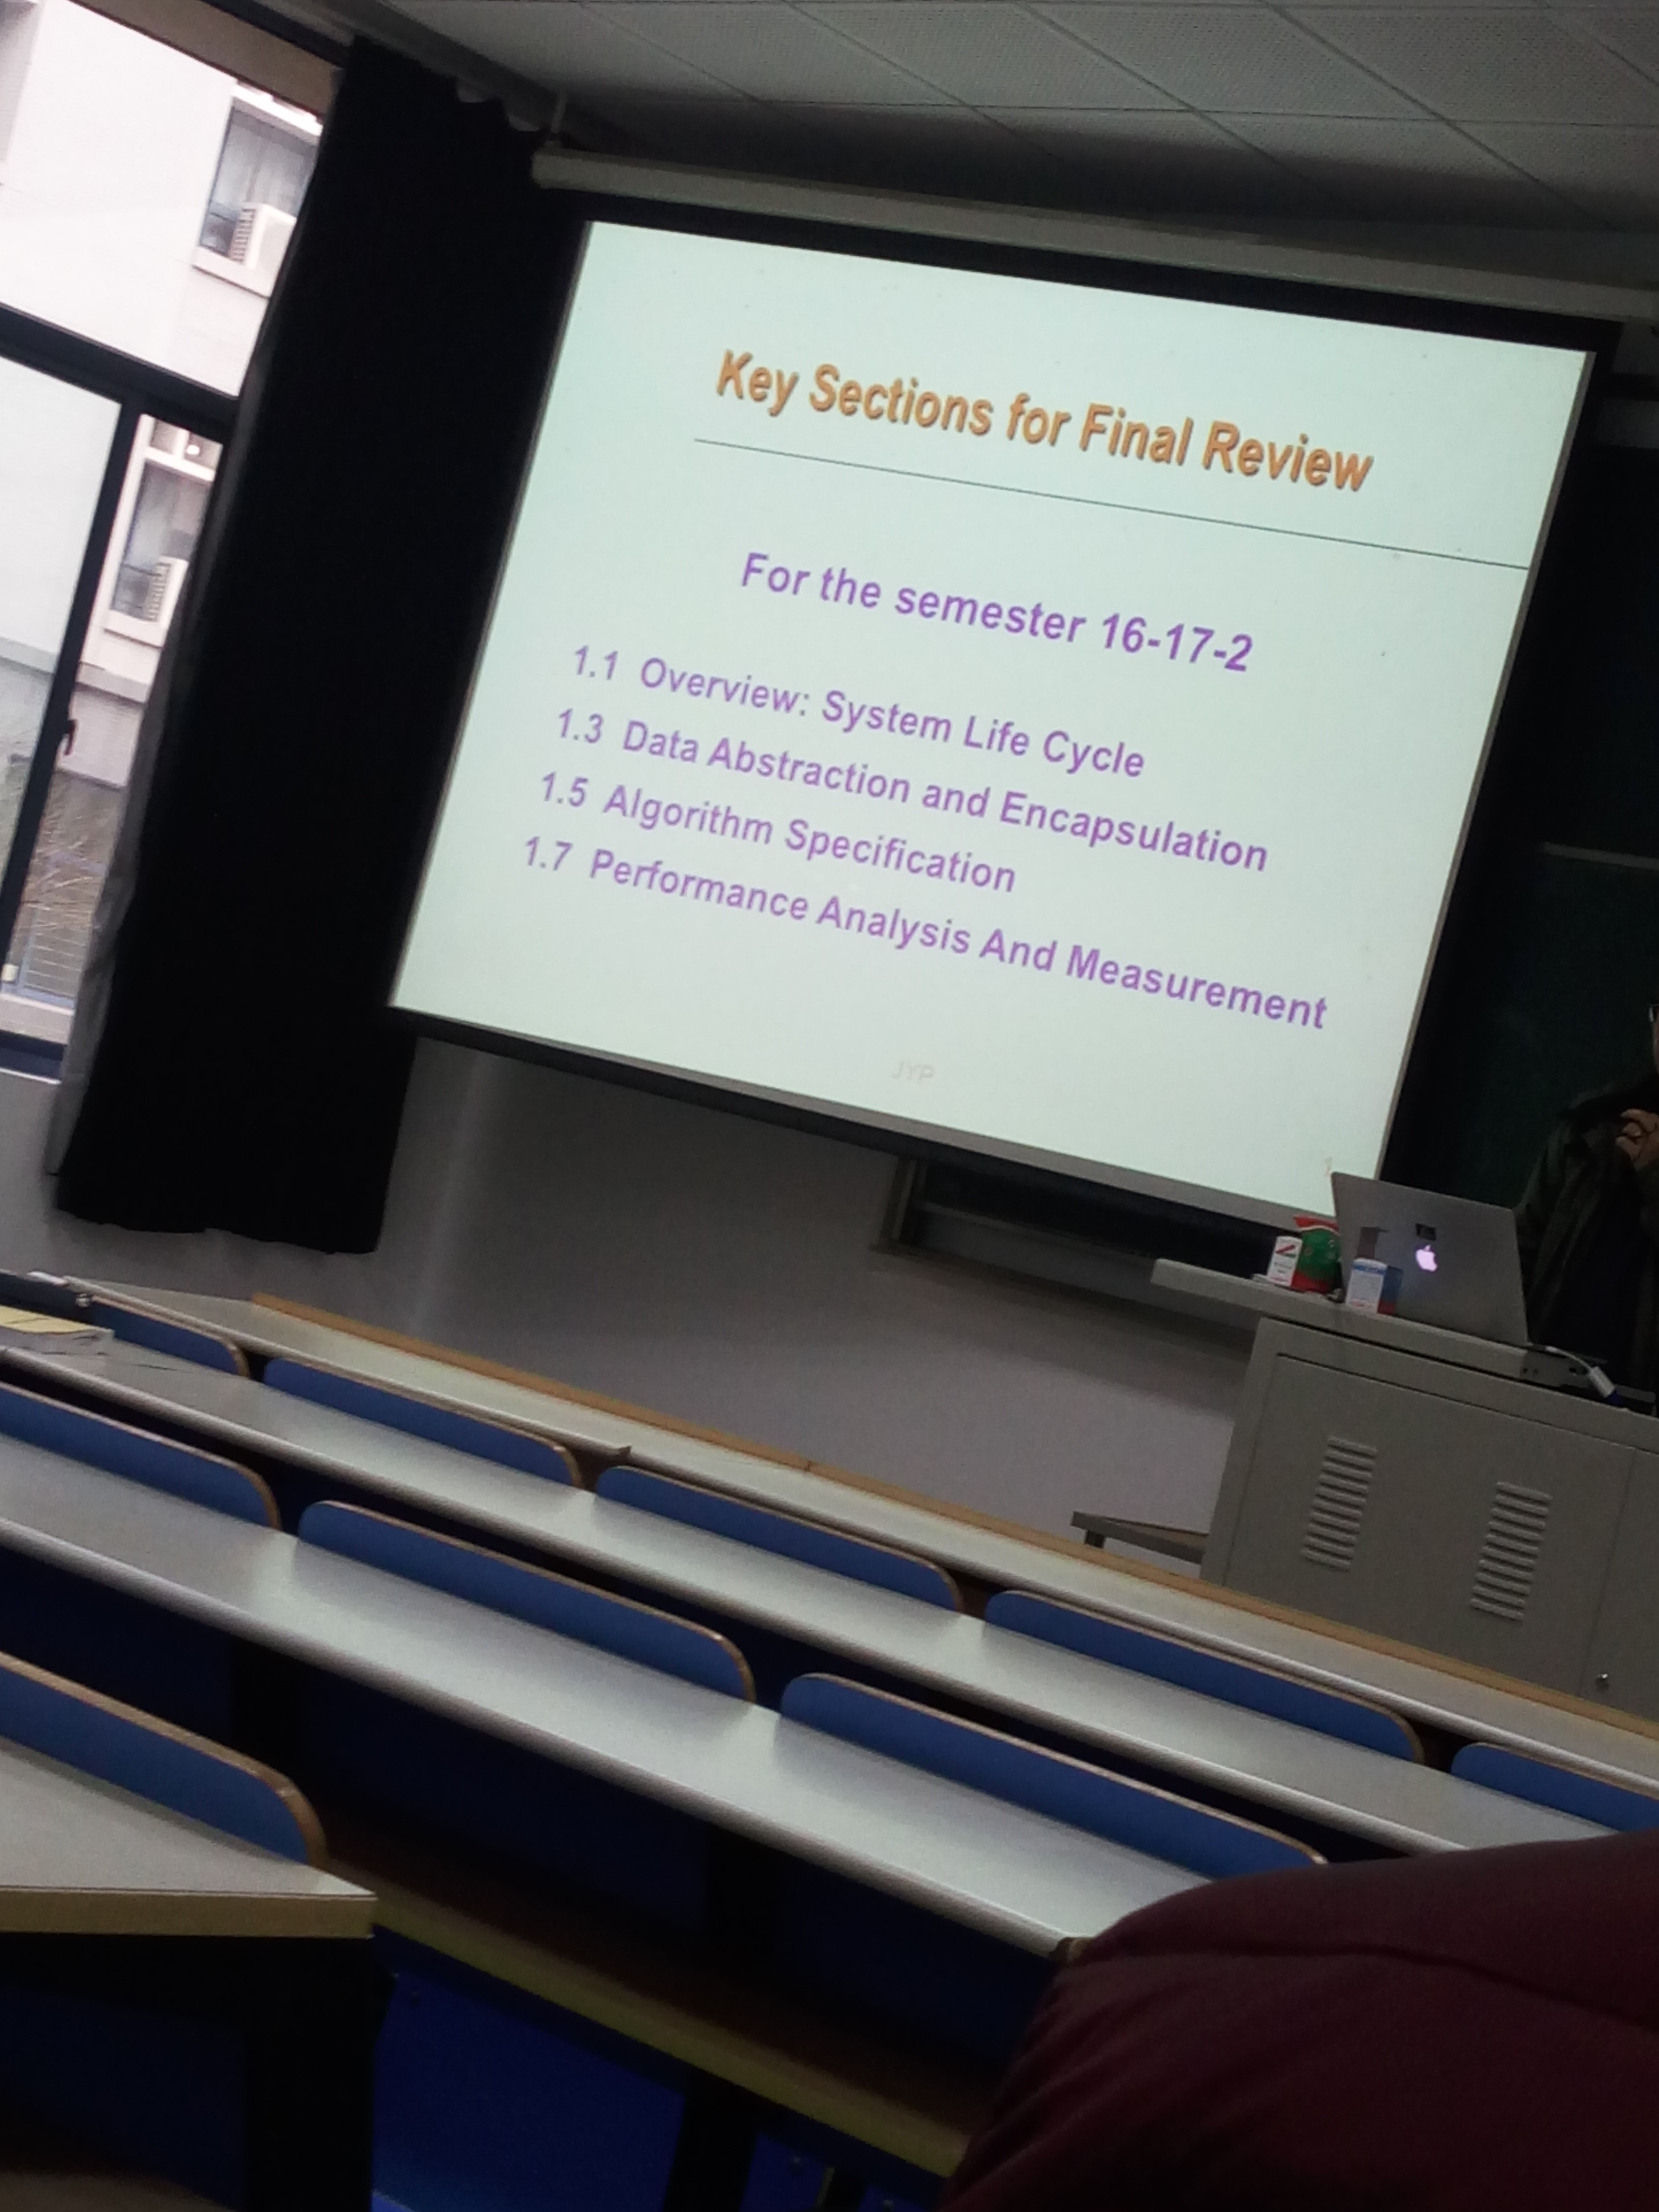 Key Sections for Final Review
For the semester 16-17-2
1.1 Overview: System Life Cycle
1.3 Data Abstraction and Encapsulation
1.5 Algorithm Specification
1.7 Performance Analysis And Measurement
JYP
1